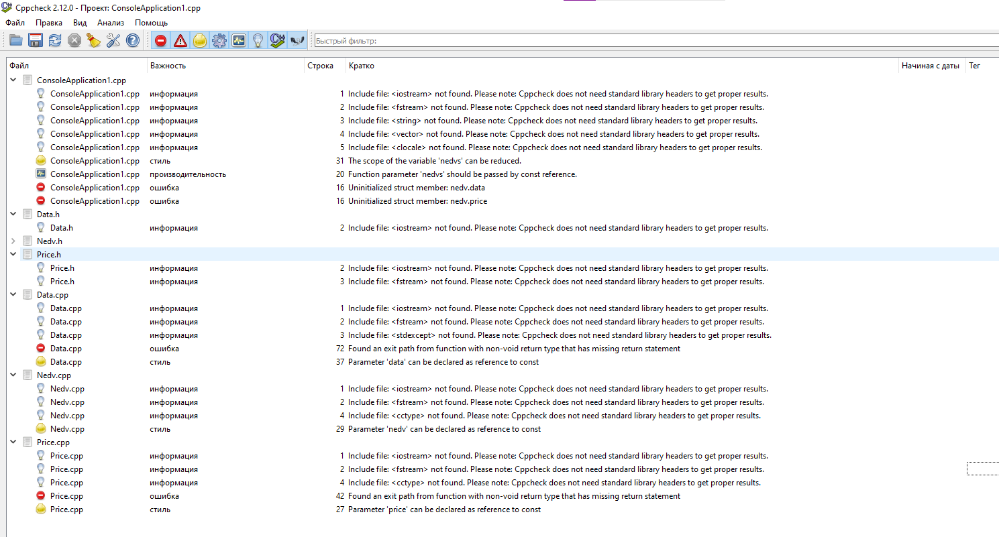 Cppcheck 2.12.0 - Проект: ConsoleApplication1.cpp
Файл Правка Вид Анализ Помощь
Быстрый фильтр:
Файл Важность Строка Кратко Начиная с даты Тег
ConsoleApplication1.cpp
ConsoleApplication1.cpp информация 1 Include file: <iostream> not found. Please note: Cppcheck does not need standard library headers to get proper results.
ConsoleApplication1.cpp информация 2 Include file: <fstream> not found. Please note: Cppcheck does not need standard library headers to get proper results.
ConsoleApplication1.cpp информация 3 Include file: <string> not found. Please note: Cppcheck does not need standard library headers to get proper results.
ConsoleApplication1.cpp информация 4 Include file: <vector> not found. Please note: Cppcheck does not need standard library headers to get proper results.
ConsoleApplication1.cpp информация 5 Include file: <clocale> not found. Please note: Cppcheck does not need standard library headers to get proper results.
ConsoleApplication1.cpp стиль 31 The scope of the variable 'nedvs' can be reduced.
ConsoleApplication1.cpp производительность 20 Function parameter 'nedvs' should be passed by const reference.
ConsoleApplication1.cpp ошибка 16 Uninitialized struct member: nedv.data
ConsoleApplication1.cpp ошибка 16 Uninitialized struct member: nedv.price
Data.h
Data.h информация 2 Include file: <iostream> not found. Please note: Cppcheck does not need standard library headers to get proper results.
Nedv.h
Price.h
Price.h информация 2 Include file: <iostream> not found. Please note: Cppcheck does not need standard library headers to get proper results.
Price.h информация 3 Include file: <fstream> not found. Please note: Cppcheck does not need standard library headers to get proper results.
Data.cpp
Data.cpp информация 1 Include file: <iostream> not found. Please note: Cppcheck does not need standard library headers to get proper results.
Data.cpp информация 2 Include file: <fstream> not found. Please note: Cppcheck does not need standard library headers to get proper results.
Data.cpp информация 3 Include file: <stdexcept> not found. Please note: Cppcheck does not need standard library headers to get proper results.
Data.cpp ошибка 72 Found an exit path from function with non-void return type that has missing return statement
Data.cpp стиль 37 Parameter 'data' can be declared as reference to const
Nedv.cpp
Nedv.cpp информация 1 Include file: <iostream> not found. Please note: Cppcheck does not need standard library headers to get proper results.
Nedv.cpp информация 2 Include file: <fstream> not found. Please note: Cppcheck does not need standard library headers to get proper results.
Nedv.cpp информация 4 Include file: <cctype> not found. Please note: Cppcheck does not need standard library headers to get proper results.
Nedv.cpp стиль 29 Parameter 'nedv' can be declared as reference to const
Price.cpp
Price.cpp информация 1 Include file: <iostream> not found. Please note: Cppcheck does not need standard library headers to get proper results.
Price.cpp информация 2 Include file: <fstream> not found. Please note: Cppcheck does not need standard library headers to get proper results.
Price.cpp информация 4 Include file: <cctype> not found. Please note: Cppcheck does not need standard library headers to get proper results.
Price.cpp ошибка 42 Found an exit path from function with non-void return type that has missing return statement
Price.cpp стиль 27 Parameter 'price' can be declared as reference to const